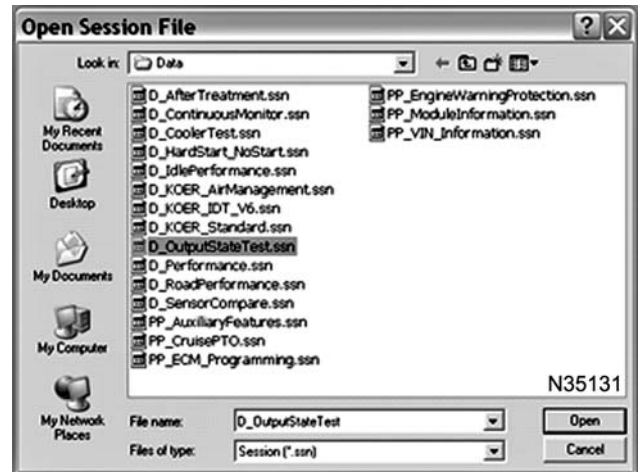 Open Session File
Look in: Data
My Recent Documents
Desktop
My Documents
My Computer
My Network Places
D_AfterTreatment.ssn
D_ContinuousMonitor.ssn
D_CoolerTest.ssn
D_HardStart_NoStart.ssn
D_IdlePerformance.ssn
D_KOER_AirManagement.ssn
D_KOER_IDT_V6.ssn
D_KOER_Standard.ssn
D_OutputStateTest.ssn
D_Performance.ssn
D_RoadPerformance.ssn
D_SensorCompare.ssn
PP_AuxiliaryFeatures.ssn
PP_CruisePTO.ssn
PP_ECM_Programming.ssn
PP_EngineWarningProtection.ssn
PP_ModuleInformation.ssn
PP_VIN_Information.ssn
N35131
File name: D_OutputStateTest Open
Files of type: Session (*.ssn) Cancel